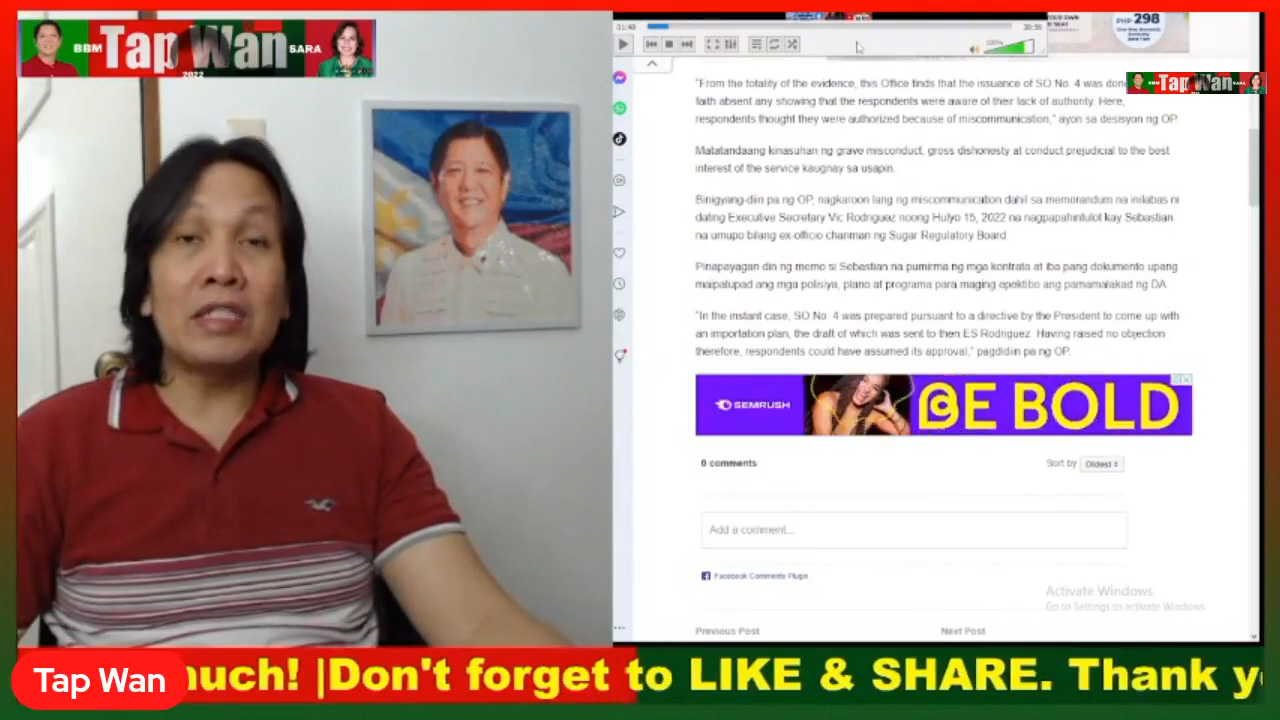 BBM Tap Wan SARA
2022
01:48
30:58
100%
PHP 298
BBM Tap Wan SARA
"From the totality of the evidence, this Office finds that the issuance of SO No. 4 was done
faith absent any showing that the respondents were aware of their lack of authority. Here,
respondents thought they were authorized because of miscommunication," ayon sa desisyon ng OP.
Matatandaang kinasuhan ng grave misconduct, gross dishonesty at conduct prejudicial to the best
interest of the service kaugnay sa usapin.
Binigyang-diin pa ng OP, nagkaroon lang ng miscommunication dahil sa memorandum na inilabas ni
dating Executive Secretary Vic Rodriguez noong Hulyo 15, 2022 na nagpapahintulot kay Sebastian
na umupo bilang ex-officio chairman ng Sugar Regulatory Board.
Pinapayagan din ng memo si Sebastian na pumirma ng mga kontrata at iba pang dokumento upang
maipatupad ang mga polisiya, plano at programa para maging epektibo ang pamamalakad ng DA.
"In the instant case, SO No. 4 was prepared pursuant to a directive by the President to come up with
an importation plan, the draft of which was sent to then ES Rodriguez. Having raised no objection
therefore, respondents could have assumed its approval," pagdidiin pa ng OP.
SEMRUSH BE BOLD
0 comments
Sort by Oldest
Add a comment...
Facebook Comments Plugin
Activate Windows
Go to Settings to activate Windows.
Previous Post
Next Post
Tap Wan much! |Don't forget to LIKE & SHARE. Thank